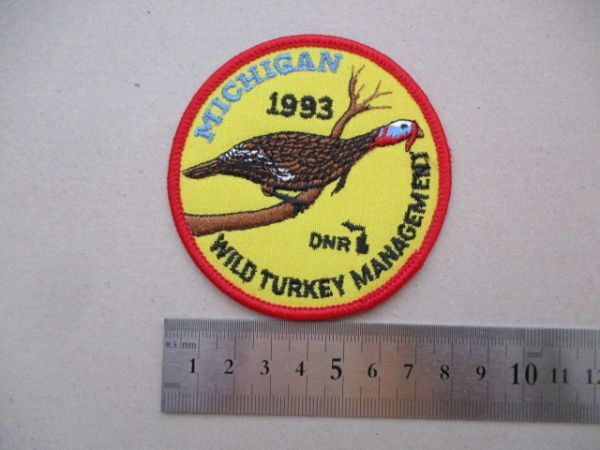 MICHIGAN
1993
DNR
WILD TURKEY MANAGEMENT
0.5 mm
1 2 3 4 5 6 7 8 9 10 11 12